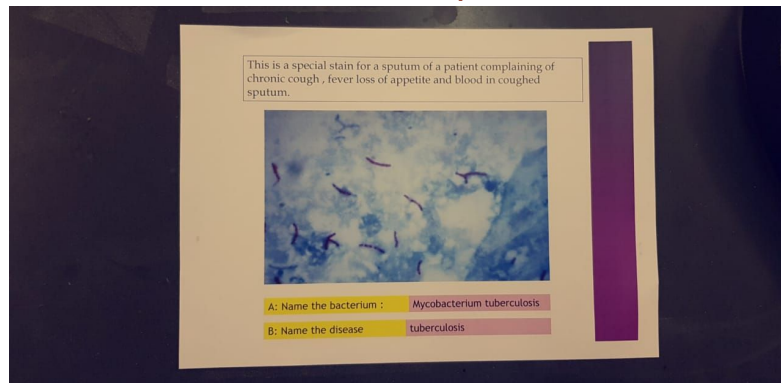 This is a special stain for a sputum of a patient complaining of
chronic cough , fever loss of appetite and blood in coughed
sputum.
A: Name the bacterium : Mycobacterium tuberculosis
B: Name the disease tuberculosis